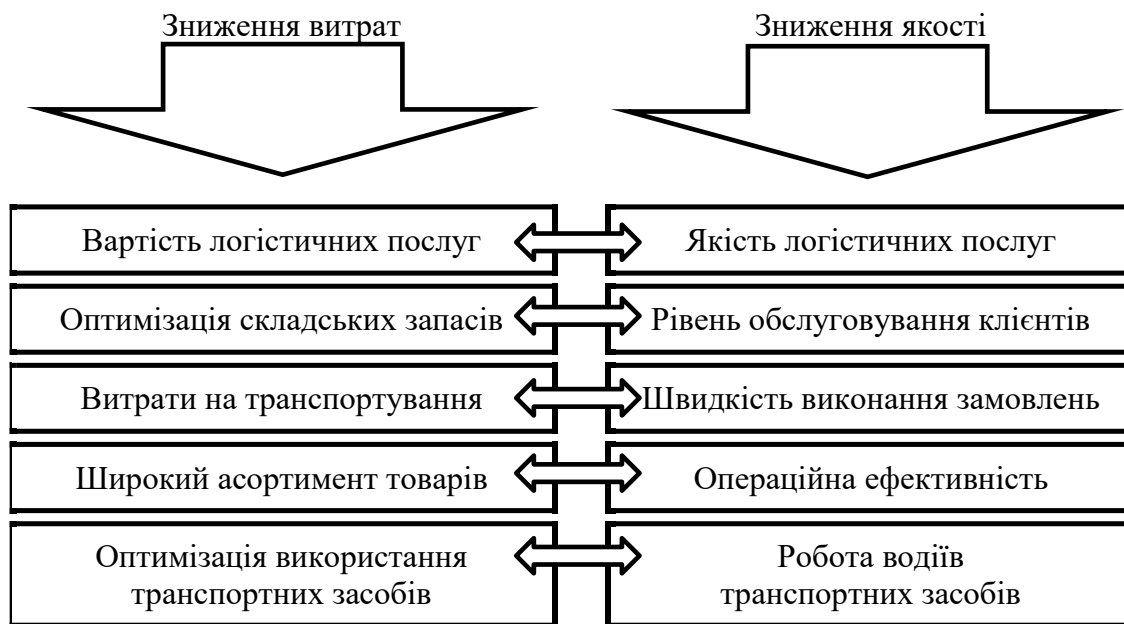 Зниження витрат
Зниження якості
Вартість логістичних послуг
Якість логістичних послуг
Оптимізація складських запасів
Рівень обслуговування клієнтів
Витрати на транспортування
Швидкість виконання замовлень
Широкий асортимент товарів
Операційна ефективність
Оптимізація використання
транспортних засобів
Робота водіїв
транспортних засобів